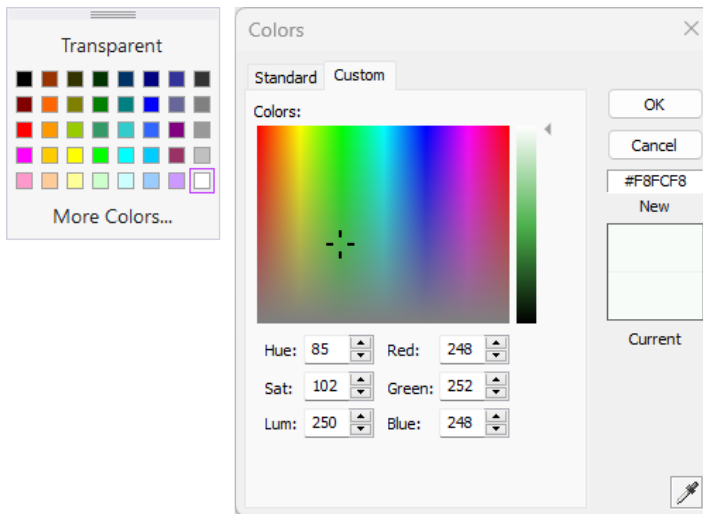 Transparent
More Colors...
Colors
Standard Custom
Colors:
Hue: 85 Red: 248
Sat: 102 Green: 252
Lum: 250 Blue: 248
OK
Cancel
#F8FCF8
New
Current